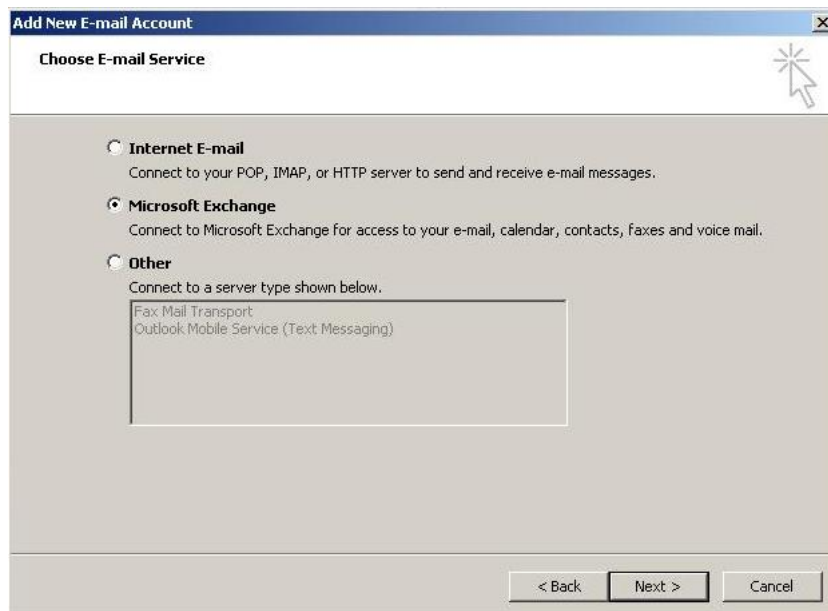 Add New E-mail Account
Choose E-mail Service
Internet E-mail
Connect to your POP, IMAP, or HTTP server to send and receive e-mail messages.
Microsoft Exchange
Connect to Microsoft Exchange for access to your e-mail, calendar, contacts, faxes and voice mail.
Other
Connect to a server type shown below.
Fax Mail Transport
Outlook Mobile Service (Text Messaging)
< Back
Next >
Cancel